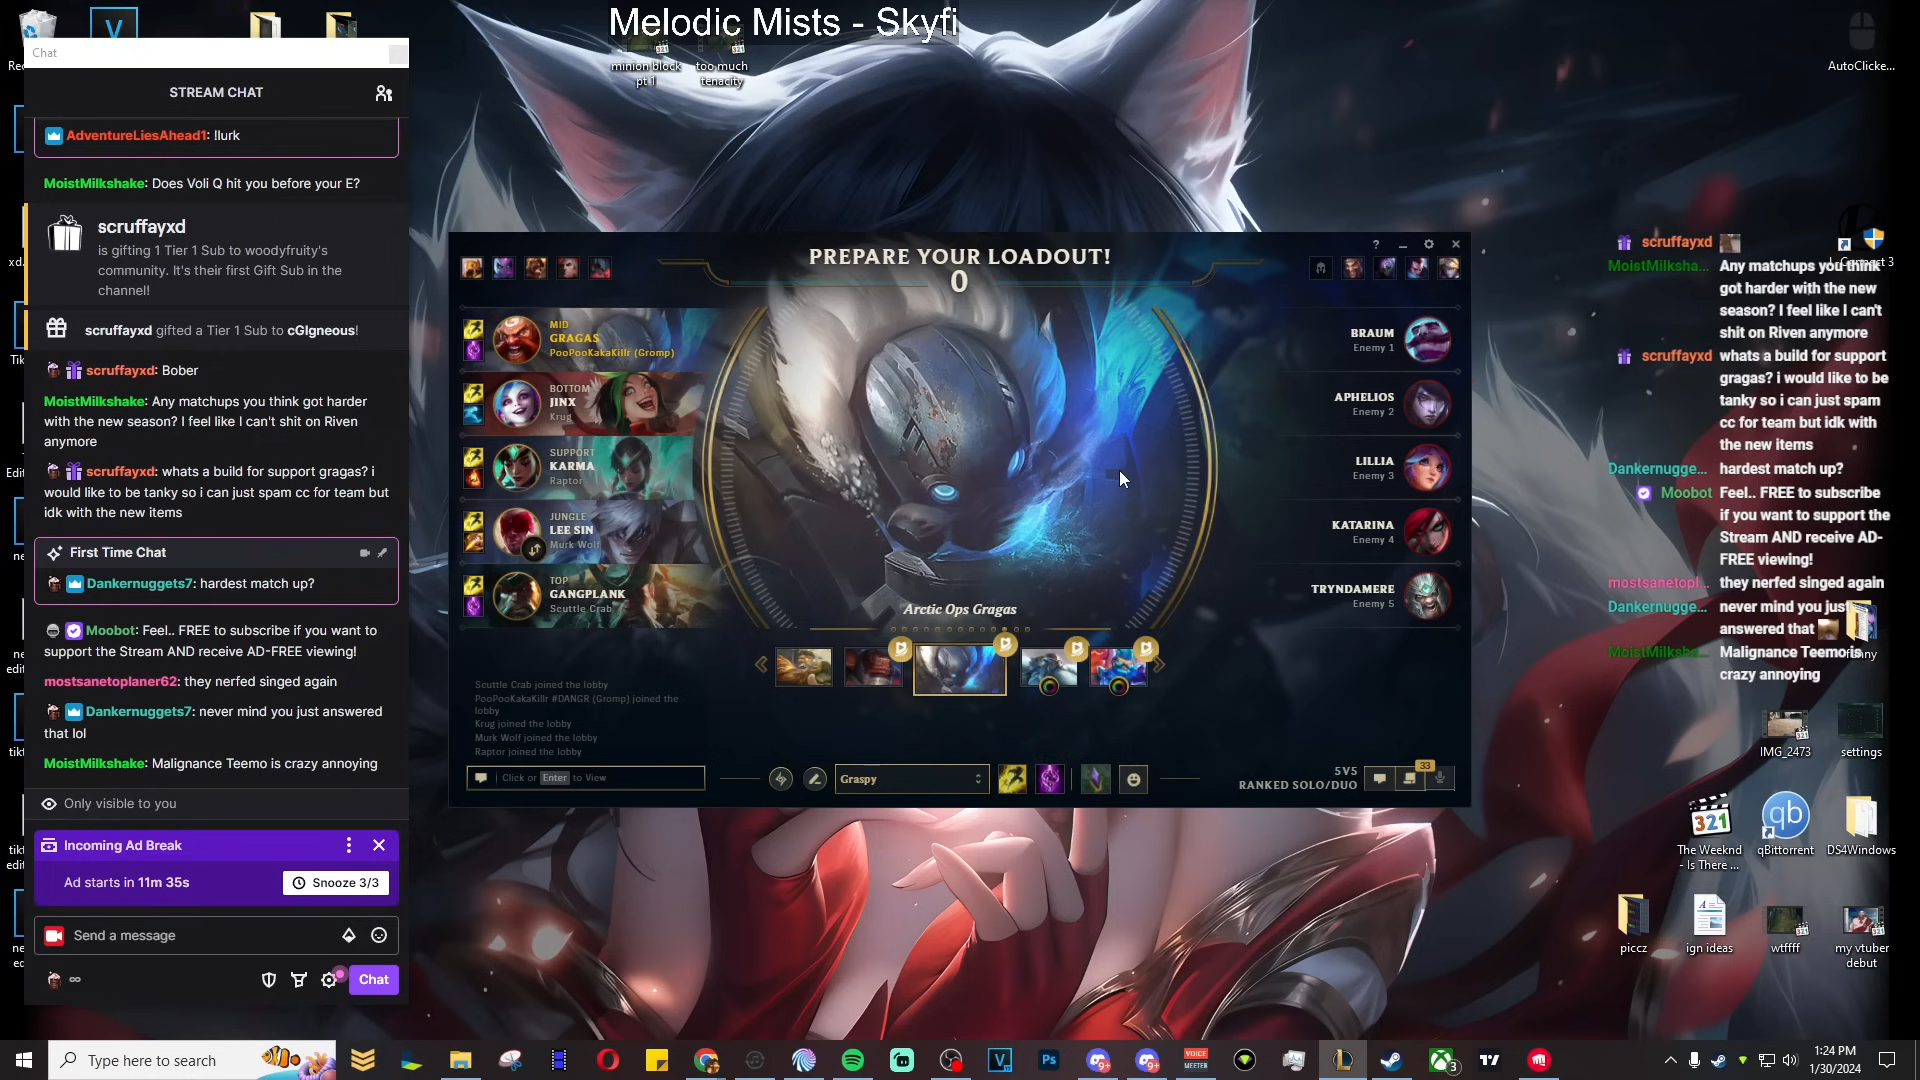 Melodic Mists - Skyfi
minion block
pt 1
too much
tenacity
AutoClicke...
Chat
STREAM CHAT
AdventureLiesAhead1: !lurk
MoistMilkshake: Does Voli Q hit you before your E?
scruffayxd
is gifting 1 Tier 1 Sub to woodyfruity's
community. It's their first Gift Sub in the
channel!
scruffayxd gifted a Tier 1 Sub to cGIgneous!
scruffayxd: Bober
MoistMilkshake: Any matchups you think got harder
with the new season? I feel like I can't shit on Riven
anymore
scruffayxd: whats a build for support gragas? i
would like to be tanky so i can just spam cc for team but
idk with the new items
First Time Chat
Dankernuggets7: hardest match up?
Moobot: Feel.. FREE to subscribe if you want to
support the Stream AND receive AD-FREE viewing!
mostsanetoplaner62: they nerfed singed again
Dankernuggets7: never mind you just answered
that lol
MoistMilkshake: Malignance Teemo is crazy annoying
Only visible to you
Incoming Ad Break
Ad starts in 11m 35s
Snooze 3/3
Send a message
Chat
PREPARE YOUR LOADOUT!
0
MID
GRAGAS
PooPooKakaKillr (Gromp)
BOTTOM
JINX
Krug
SUPPORT
KARMA
Raptor
JUNGLE
LEE SIN
Murk Wolf
TOP
GANGPLANK
Scuttle Crab
BRAUM
Enemy 1
APHELIOS
Enemy 2
LILLIA
Enemy 3
KATARINA
Enemy 4
TRYNDAMERE
Enemy 5
Arctic Ops Gragas
Scuttle Crab joined the lobby
PooPooKakaKillr #DANGR (Gromp) joined the
lobby
Krug joined the lobby
Murk Wolf joined the lobby
Raptor joined the lobby
Click or Enter to View
Graspy
5V5
RANKED SOLO/DUO
33
scruffayxd
MoistMilksha... Any matchups you think
got harder with the new
season? I feel like I can't
shit on Riven anymore
scruffayxd whats a build for support
gragas? i would like to be
tanky so i can just spam
cc for team but idk with
the new items
Dankernugge... hardest match up?
Moobot Feel.. FREE to subscribe
if you want to support the
Stream AND receive AD-
FREE viewing!
mostsanetopl... they nerfed singed again
Dankernugge... never mind you just
answered that
MoistMilksha... Malignance Teemo is
crazy annoying
IMG_2473
settings
The Weeknd
- Is There ...
qBittorrent
DS4Windows
piccz
ign ideas
wtffff
my vtuber
debut
Type here to search
1:24 PM
1/30/2024